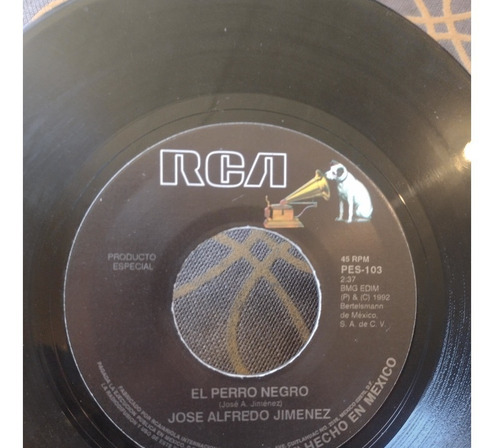 RCA
PRODUCTO
ESPECIAL
45 RPM
PES-103
2:37
BMG EDIM
(P) & (C) 1992
Bertelsmann
de México,
S. A. de C. V.
EL PERRO NEGRO
(José A. Jiménez)
JOSE ALFREDO JIMENEZ
HECHO EN MEXICO